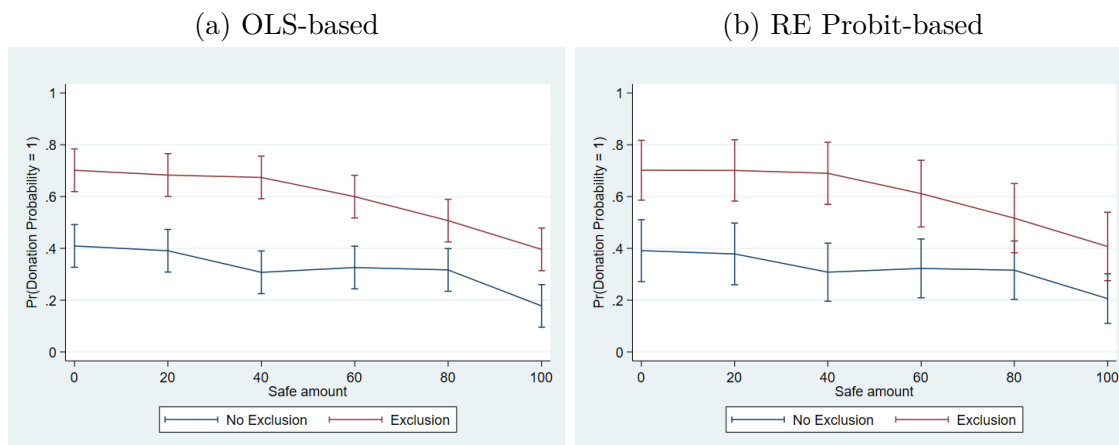 (a) OLS-based
(b) RE Probit-based
Pr(Donation Probability = 1)
1
.8
.6
.4
.2
0
0 20 40 60 80 100
Safe amount
No Exclusion Exclusion
Pr(Donation Probability = 1)
1
.8
.6
.4
.2
0
0 20 40 60 80 100
Safe amount
No Exclusion Exclusion